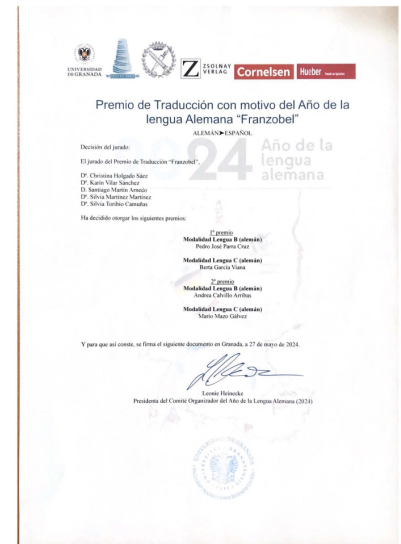 UNIVERSIDAD
DE GRANADA
Z ZSOLNAY
VERLAG
Cornelsen
Hueber
Premio de Traducción con motivo del Año de la
lengua Alemana “Franzobel”
ALEMÁN➤ESPAÑOL
Decisión del jurado:
El jurado del Premio de Traducción “Franzobel”,
2024 Año de la
lengua
alemana
Dª. Christina Holgado Sáez
Dª. Karin Vilar Sánchez
D. Santiago Martín Arnedo
Dª. Silvia Martínez Martínez
Dª. Silvia Toribio Camuñas
Ha decidido otorgar los siguientes premios:
1º premio
Modalidad Lengua B (alemán)
Pedro José Parra Cruz
Modalidad Lengua C (alemán)
Berta García Viana
2º premio
Modalidad Lengua B (alemán)
Andrea Calvillo Arribas
Modalidad Lengua C (alemán)
Mario Mazo Gálvez
Y para que así conste, se firma el siguiente documento en Granada, a 27 de mayo de 2024.
Leonie Heinecke
Presidenta del Comité Organizador del Año de la Lengua Alemana (2024)